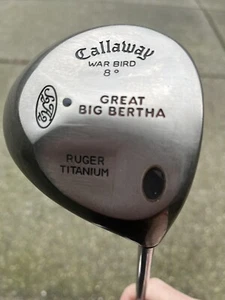 Callaway
WAR BIRD
8°
GREAT
BIG BERTHA
RUGER
TITANIUM